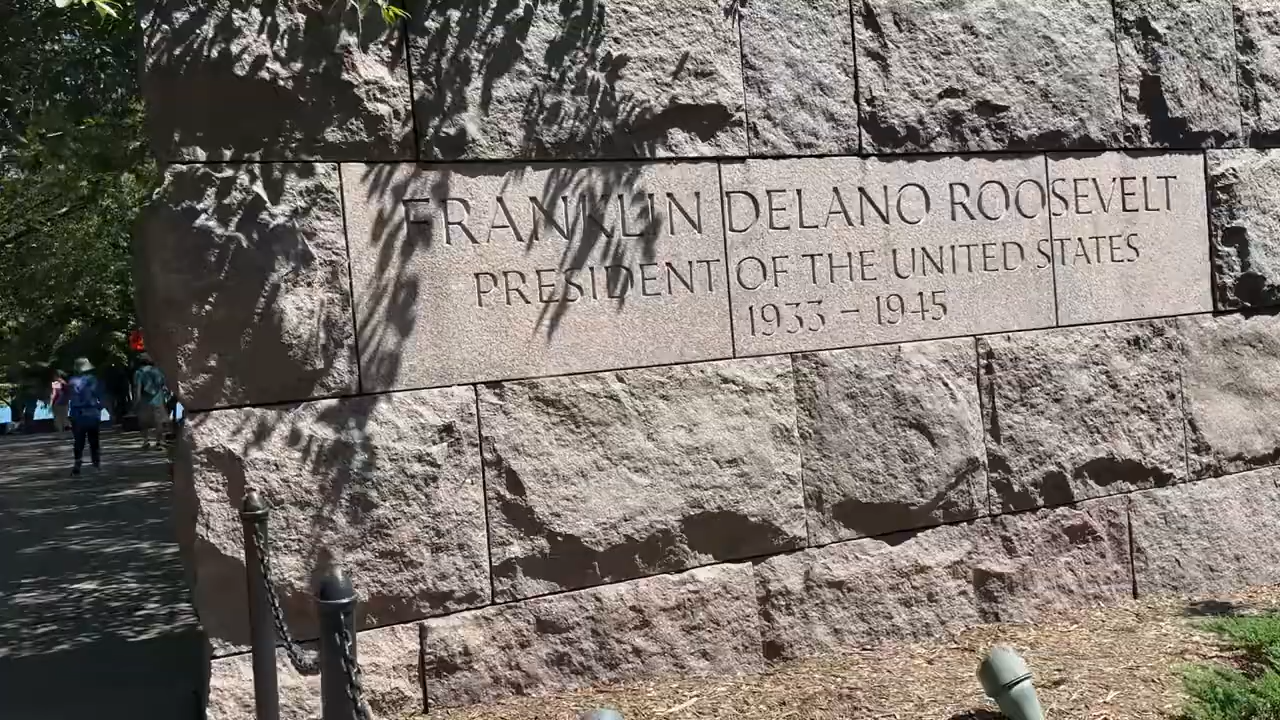 FRANKLIN DELANO ROOSEVELT
PRESIDENT OF THE UNITED STATES
1933 – 1945